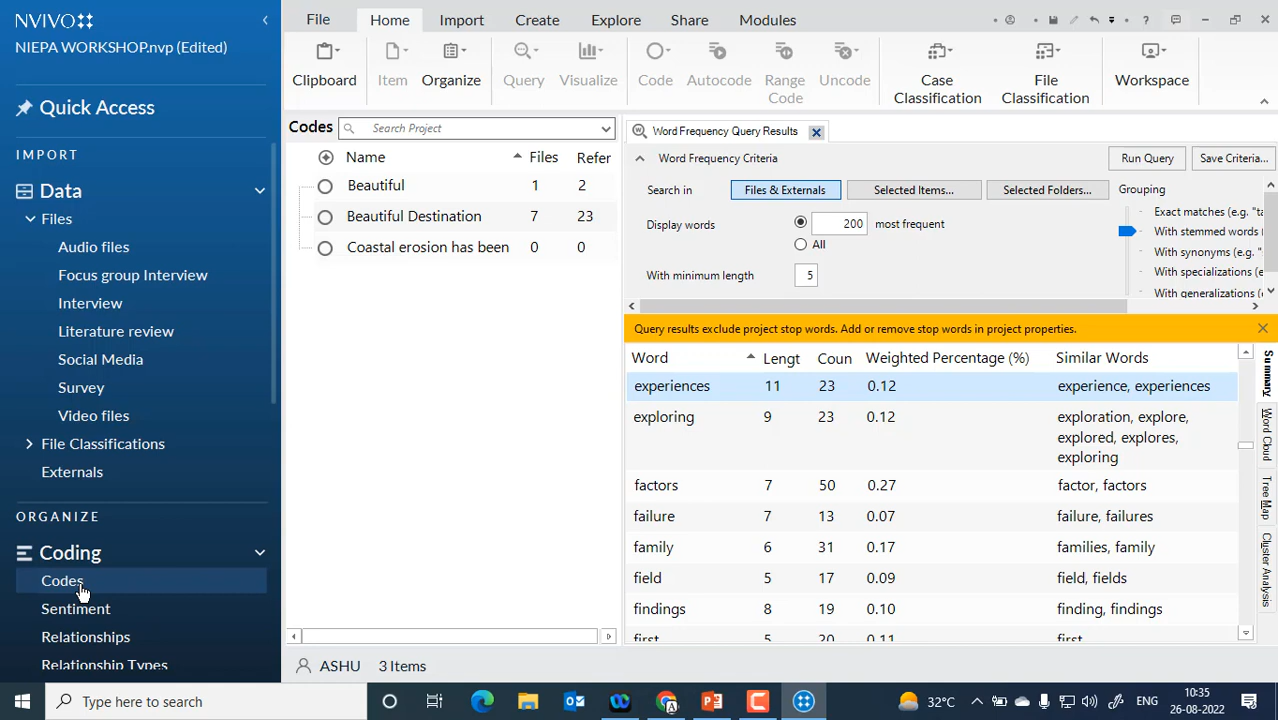 NVIVO
NIEPA WORKSHOP.nvp (Edited)
Quick Access
IMPORT
Data
Files
Audio files
Focus group Interview
Interview
Literature review
Social Media
Survey
Video files
File Classifications
Externals
ORGANIZE
Coding
Codes
Sentiment
Relationships
Relationship Types
File Home Import Create Explore Share Modules
Clipboard Item Organize Query Visualize Code Autocode Range Code Uncode Case Classification File Classification Workspace
Codes Search Project
Name Files Refer
Beautiful 1 2
Beautiful Destination 7 23
Coastal erosion has been 0 0
Word Frequency Query Results
Word Frequency Criteria Run Query Save Criteria...
Search in Files & Externals Selected Items... Selected Folders... Grouping
Display words 200 most frequent
All
With minimum length 5
Exact matches (e.g. "ta
With stemmed words (
With synonyms (e.g. "
With specializations (e
With generalizations (e
Query results exclude project stop words. Add or remove stop words in project properties.
Word Lengt Coun Weighted Percentage (%) Similar Words
experiences 11 23 0.12 experience, experiences
exploring 9 23 0.12 exploration, explore,
explored, explores,
exploring
factors 7 50 0.27 factor, factors
failure 7 13 0.07 failure, failures
family 6 31 0.17 families, family
field 5 17 0.09 field, fields
findings 8 19 0.10 finding, findings
first 5 20 0.11 first
Summary
Word Cloud
Tree Map
Cluster Analysis
ASHU 3 Items
Type here to search
32°C
ENG
10:35
26-08-2022